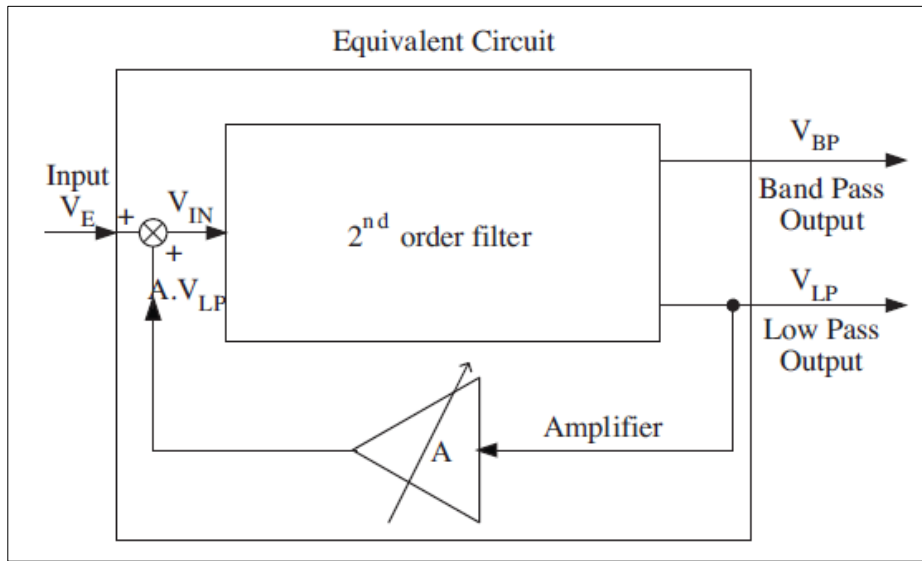 Equivalent Circuit
Input
V_E
+
V_IN
+
A.V_LP
2^nd order filter
V_BP
Band Pass
Output
V_LP
Low Pass
Output
Amplifier
A